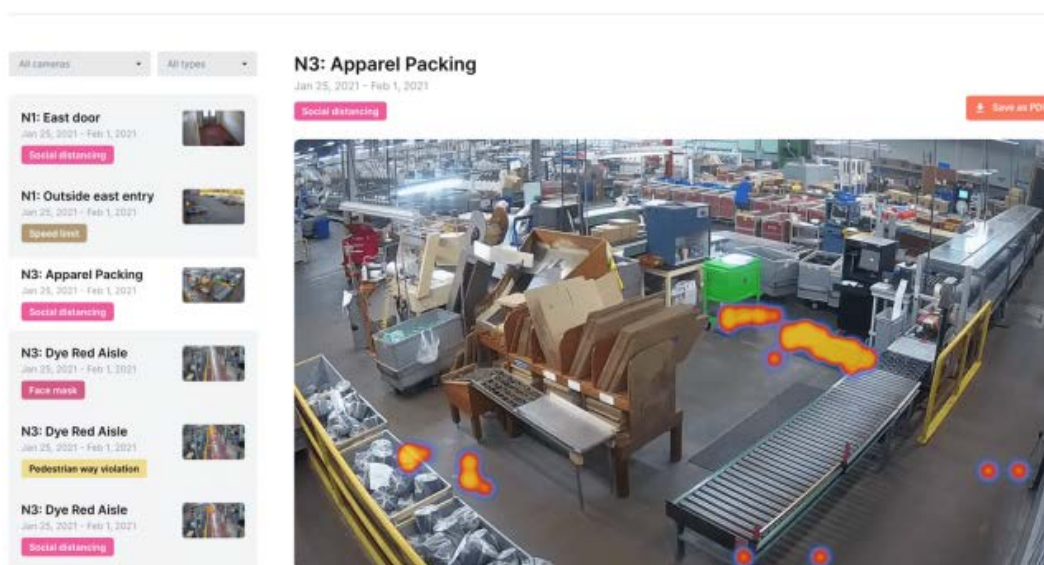 All cameras
All types
N1: East door
Jan 25, 2021 - Feb 1, 2021
Social distancing
N1: Outside east entry
Jan 25, 2021 - Feb 1, 2021
Speed limit
N3: Apparel Packing
Jan 25, 2021 - Feb 1, 2021
Social distancing
N3: Dye Red Aisle
Jan 25, 2021 - Feb 1, 2021
Face mask
N3: Dye Red Aisle
Jan 25, 2021 - Feb 1, 2021
Pedestrian way violation
N3: Dye Red Aisle
Jan 25, 2021 - Feb 1, 2021
Social distancing
N3: Apparel Packing
Jan 25, 2021 - Feb 1, 2021
Social distancing
Save as PD